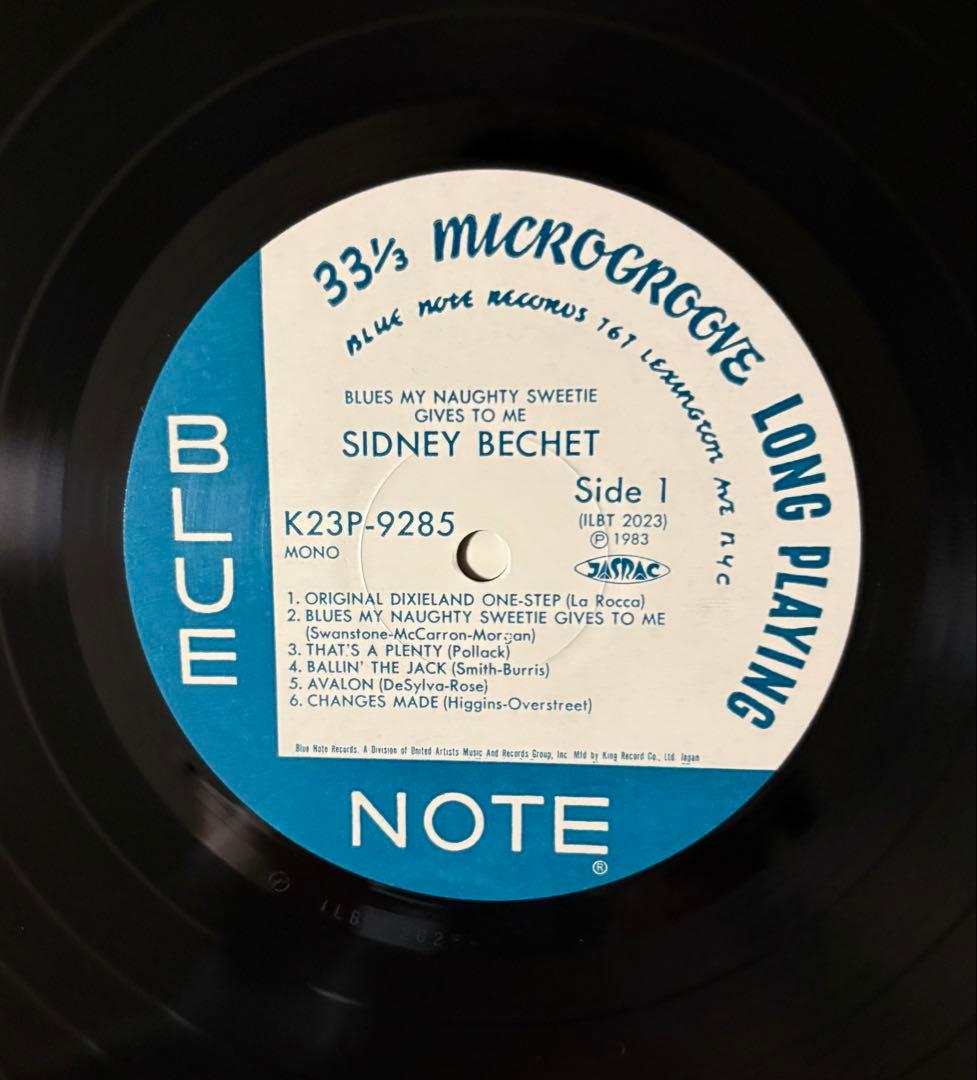 33⅓ MICROGROOVE LONG PLAYING
BLUE NOTE RECORDS 767 LEXINGTON AVE NYC
BLUES MY NAUGHTY SWEETIE
GIVES TO ME
SIDNEY BECHET
Side 1
K23P-9285
(ILBT 2023)
MONO
Ⓟ 1983
JASRAC
1. ORIGINAL DIXIELAND ONE-STEP (La Rocca)
2. BLUES MY NAUGHTY SWEETIE GIVES TO ME
(Swanstone-McCarron-Morgan)
3. THAT'S A PLENTY (Pollack)
4. BALLIN' THE JACK (Smith-Burris)
5. AVALON (DeSylva-Rose)
6. CHANGES MADE (Higgins-Overstreet)
Blue Note Records. A Division of United Artists Music And Records Group, Inc. Mfd by King Record Co., Ltd. Japan
BLUE
NOTE
®